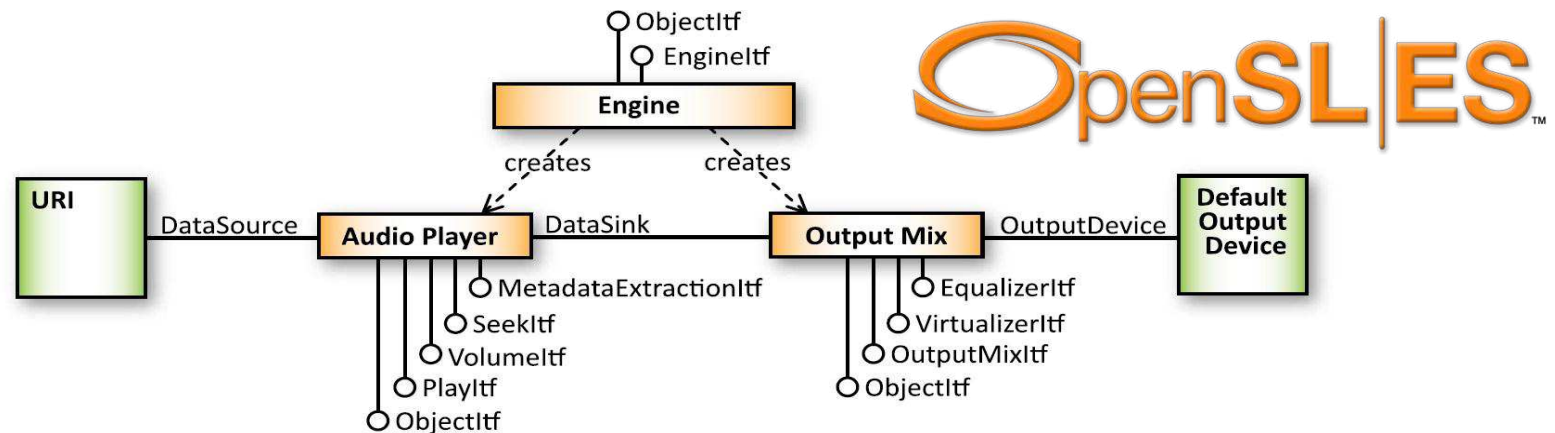 ObjectItf
EngineItf
Engine
OpenSL|ES™
creates
creates
URI
DataSource
Audio Player
DataSink
Output Mix
OutputDevice
Default
Output
Device
MetadataExtractionItf
SeekItf
VolumeItf
PlayItf
ObjectItf
EqualizerItf
VirtualizerItf
OutputMixItf
ObjectItf